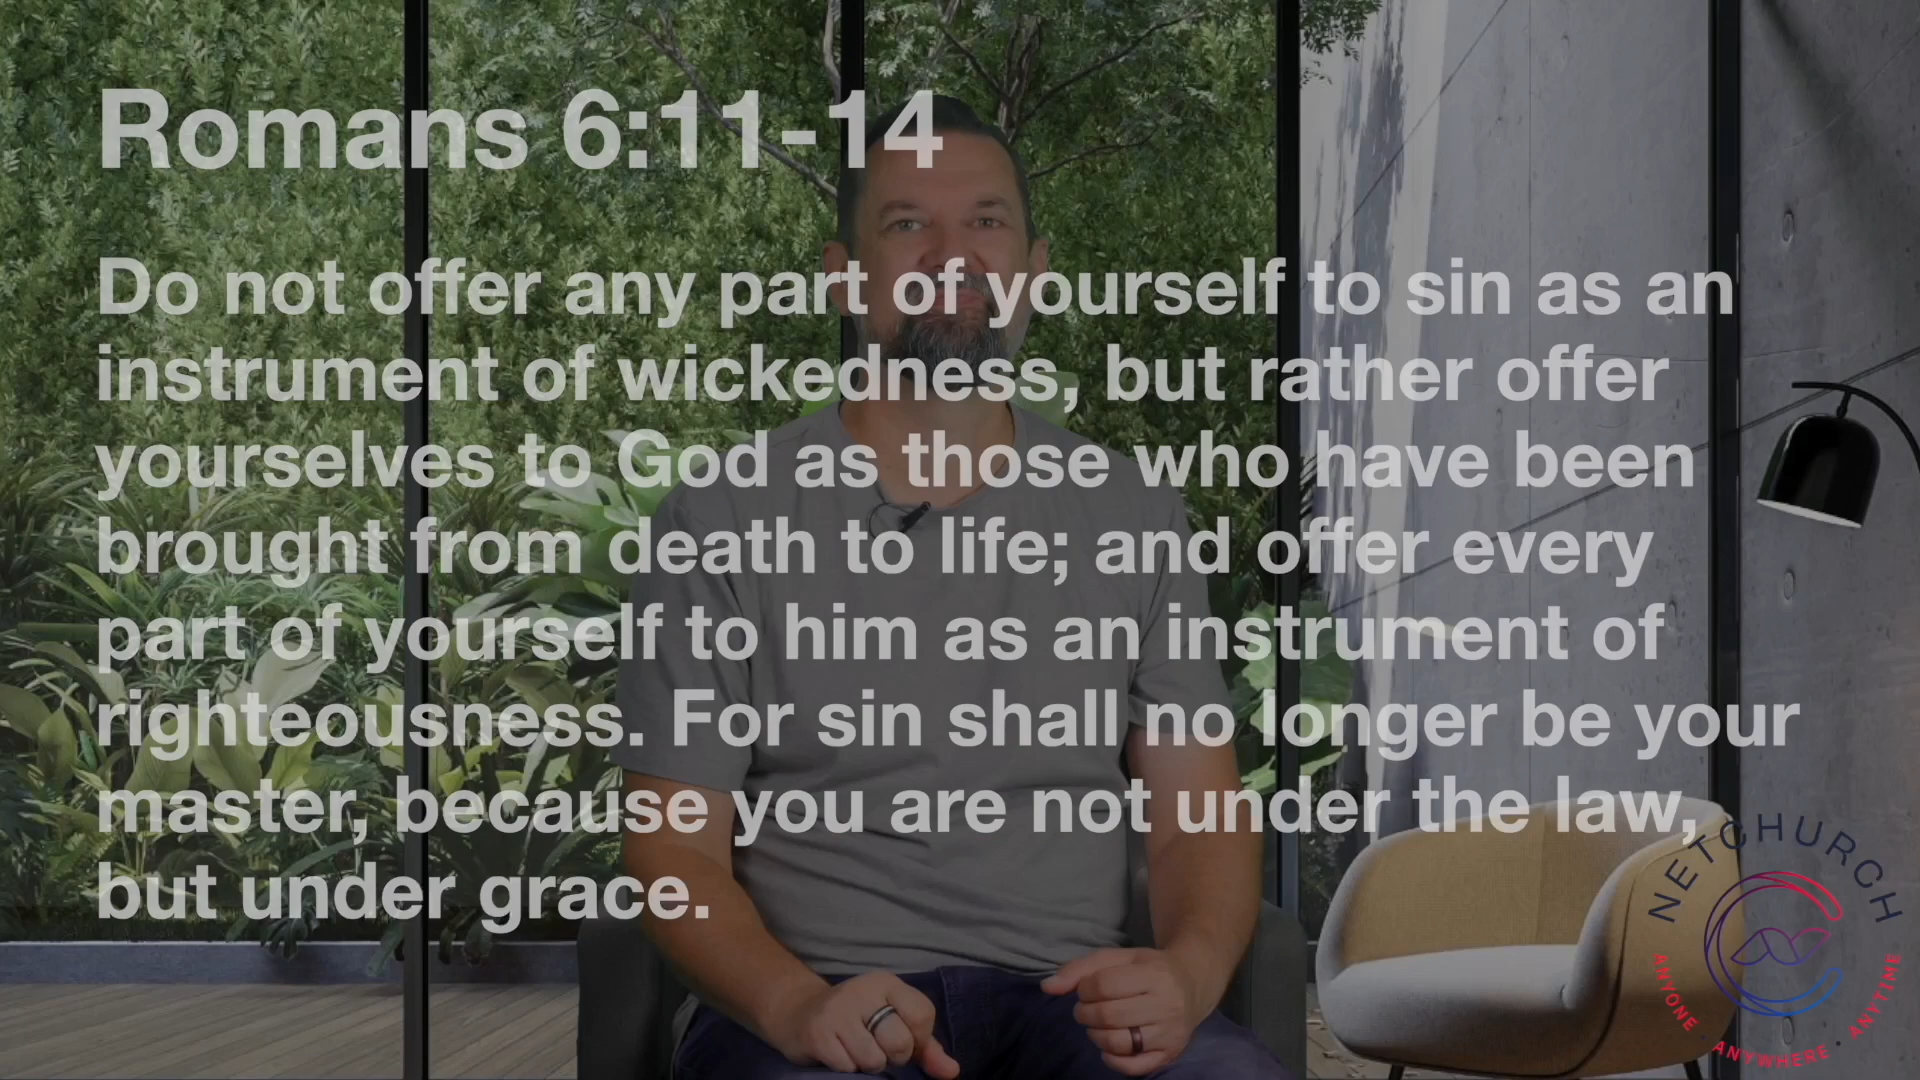 Romans 6:11-14
Do not offer any part of yourself to sin as an
instrument of wickedness, but rather offer
yourselves to God as those who have been
brought from death to life; and offer every
part of yourself to him as an instrument of
righteousness. For sin shall no longer be your
master, because you are not under the law,
but under grace.
NETCHURCH
ANYONE · ANYWHERE · ANYTIME